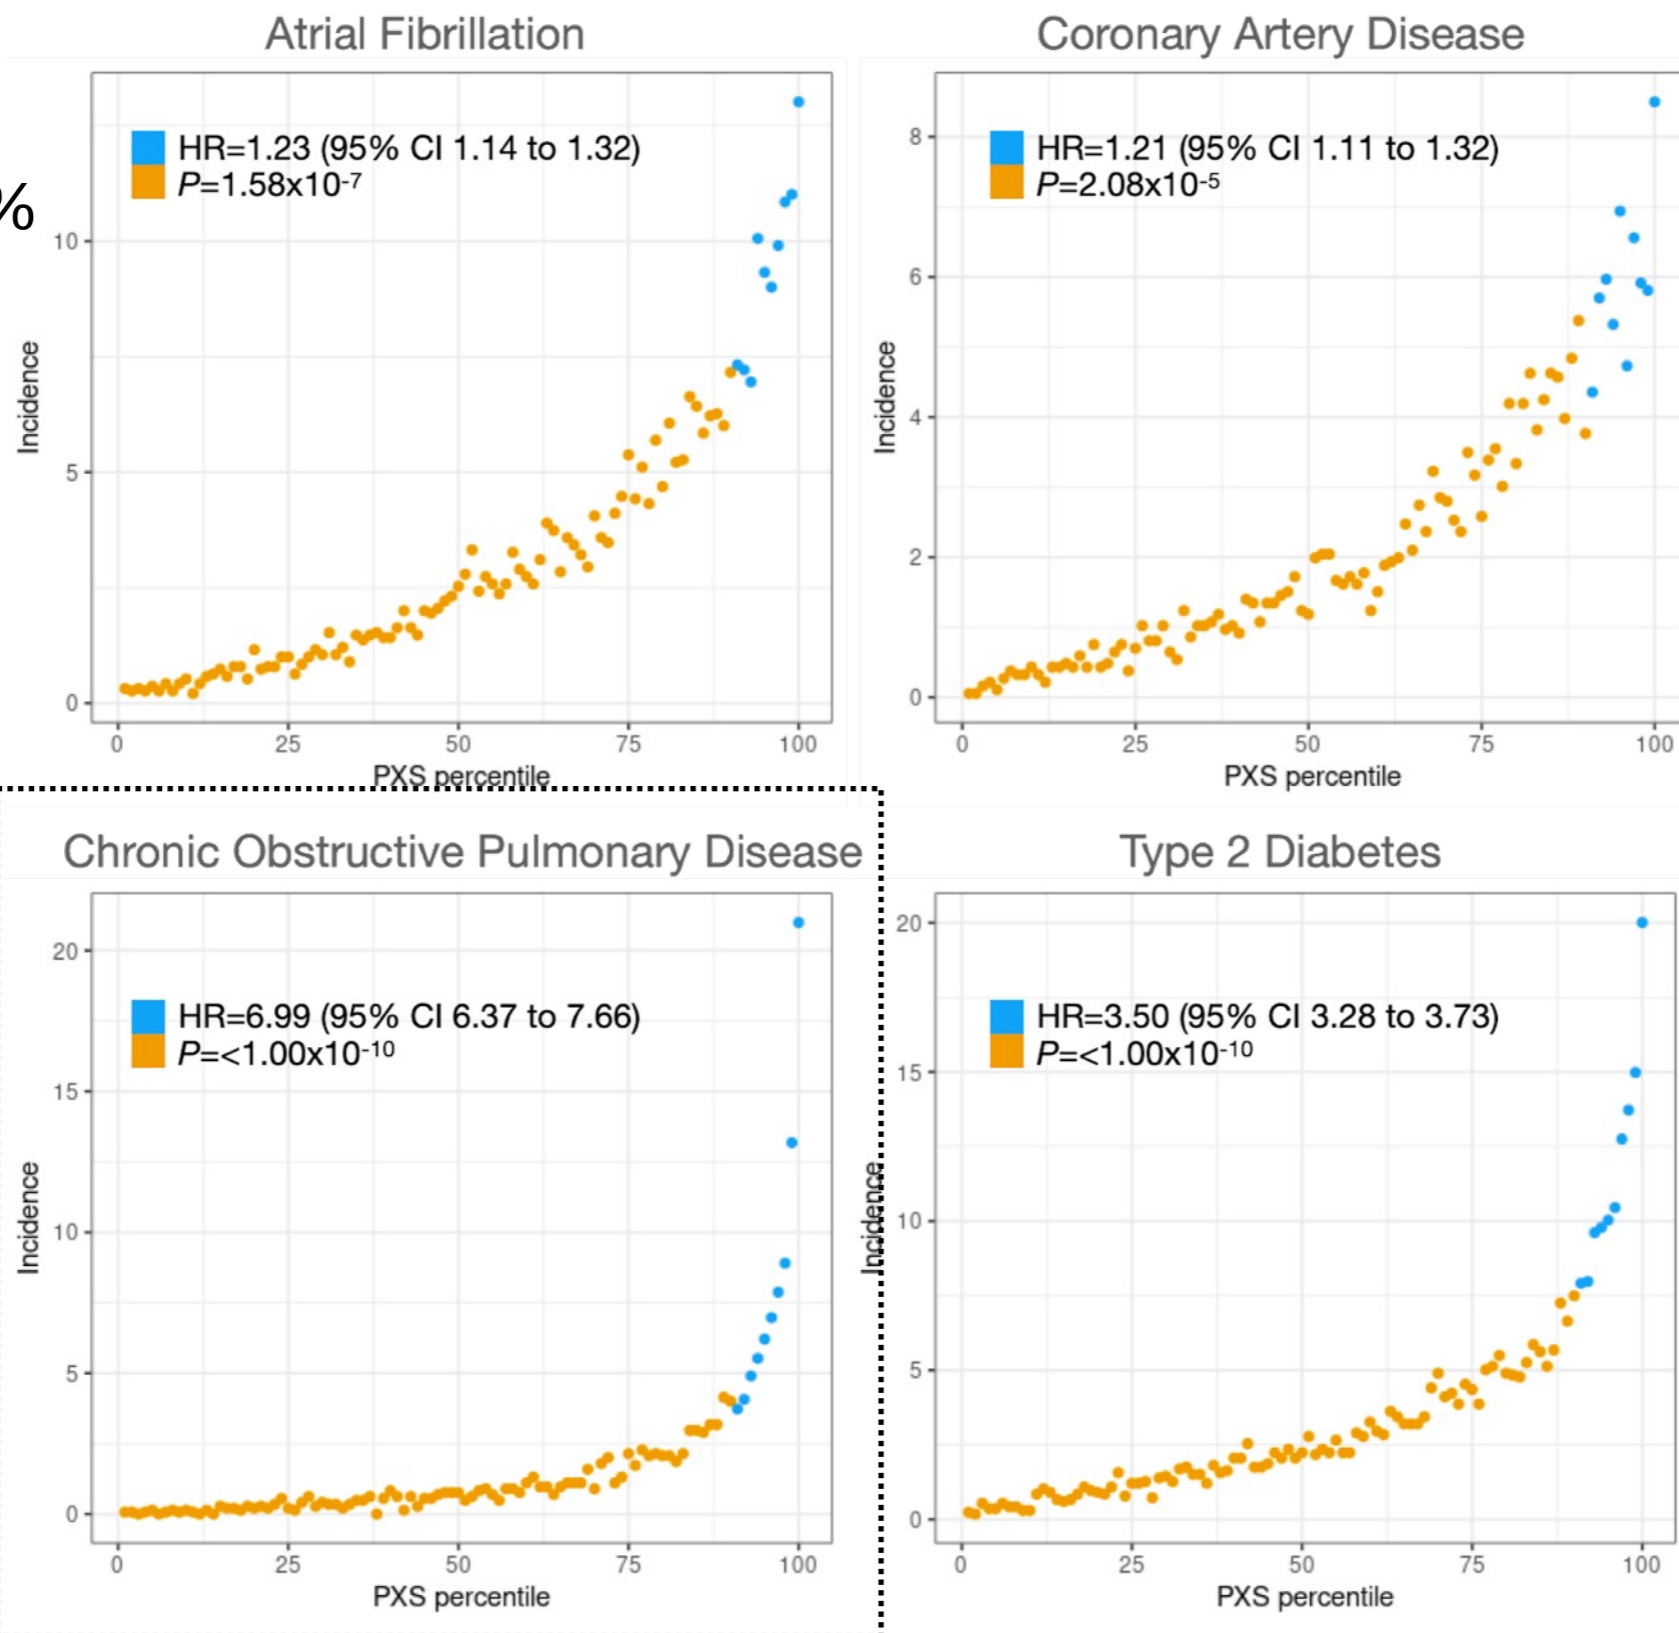 Atrial Fibrillation
HR=1.23 (95% CI 1.14 to 1.32)
P=1.58x10⁻⁷
%
10
5
0
Incidence
0 25 50 75 100
PXS percentile
Coronary Artery Disease
HR=1.21 (95% CI 1.11 to 1.32)
P=2.08x10⁻⁵
8
6
4
2
0
Incidence
0 25 50 75 100
PXS percentile
Chronic Obstructive Pulmonary Disease
20
HR=6.99 (95% CI 6.37 to 7.66)
P=<1.00x10⁻¹⁰
15
10
5
0
Incidence
0 25 50 75 100
PXS percentile
Type 2 Diabetes
20
HR=3.50 (95% CI 3.28 to 3.73)
P=<1.00x10⁻¹⁰
15
10
5
0
Incidence
0 25 50 75 100
PXS percentile